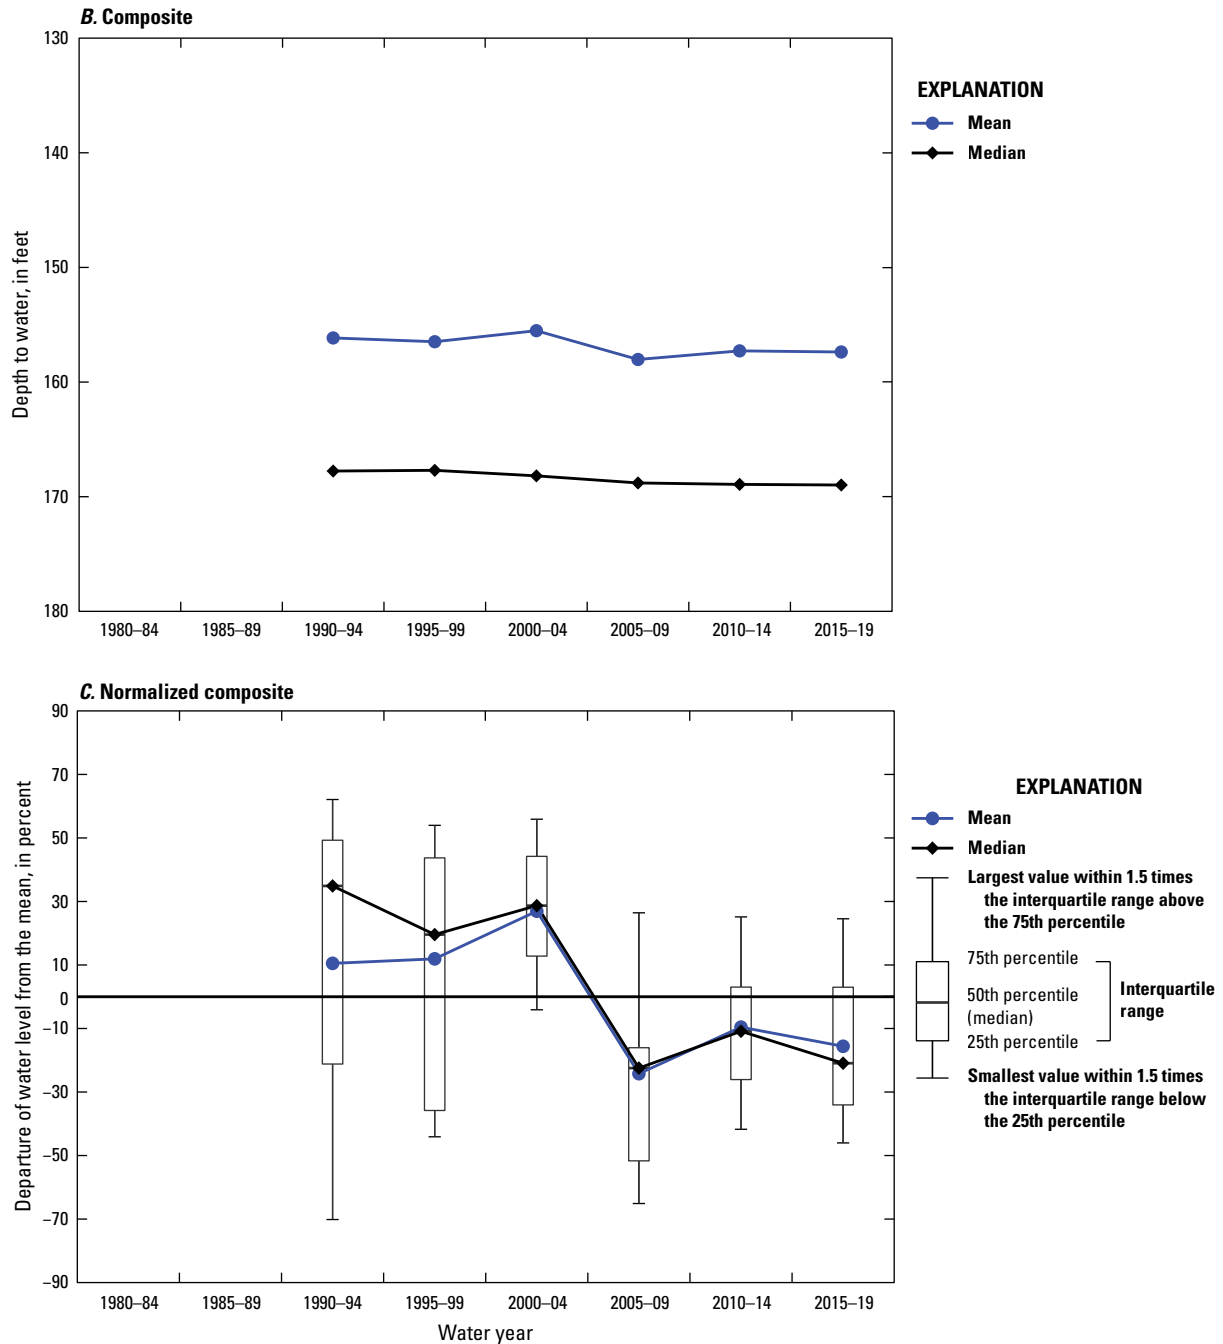 B. Composite
130
140
150
160
170
180
Depth to water, in feet
1980–84 1985–89 1990–94 1995–99 2000–04 2005–09 2010–14 2015–19
EXPLANATION
Mean
Median
C. Normalized composite
90
70
50
30
10
0
–10
–30
–50
–70
–90
Departure of water level from the mean, in percent
1980–84 1985–89 1990–94 1995–99 2000–04 2005–09 2010–14 2015–19
Water year
EXPLANATION
Mean
Median
Largest value within 1.5 times
the interquartile range above
the 75th percentile
75th percentile
50th percentile
(median)
25th percentile
Interquartile
range
Smallest value within 1.5 times
the interquartile range below
the 25th percentile